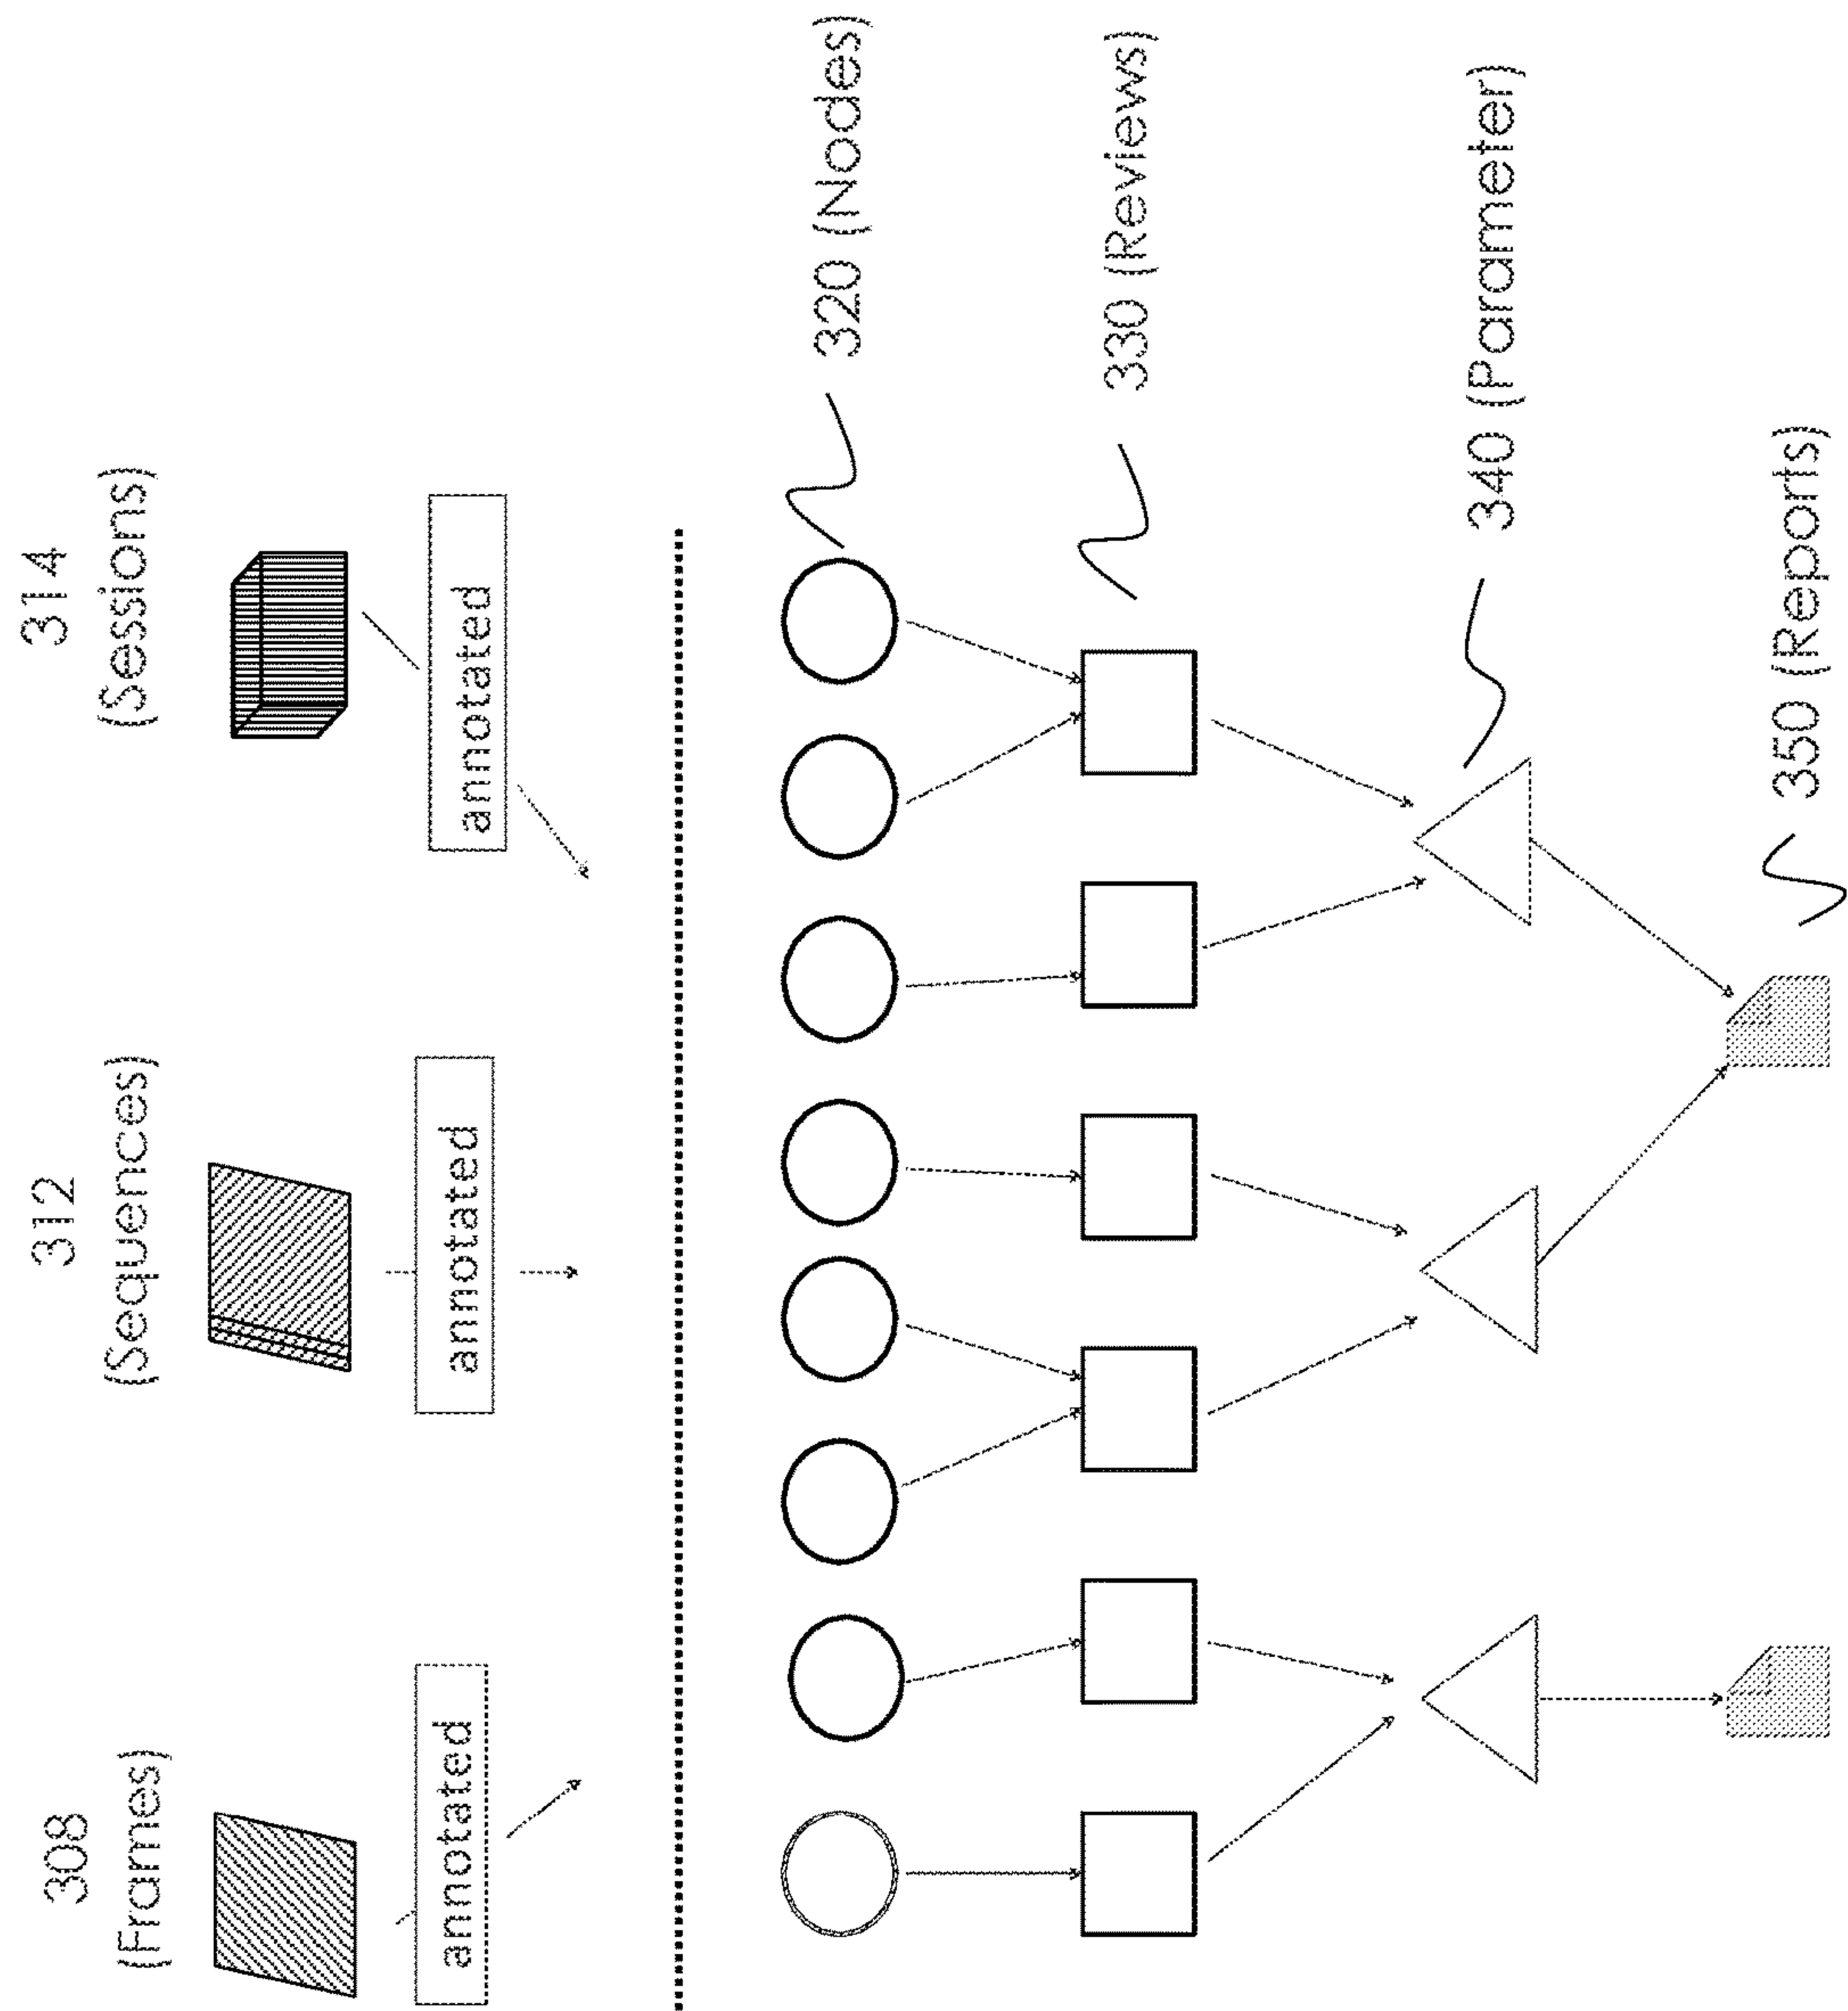 308
(Frames)
312
(Sequences)
314
(Sessions)
annotated
annotated
annotated
320 (Nodes)
330 (Reviews)
340 (Parameter)
350 (Reports)